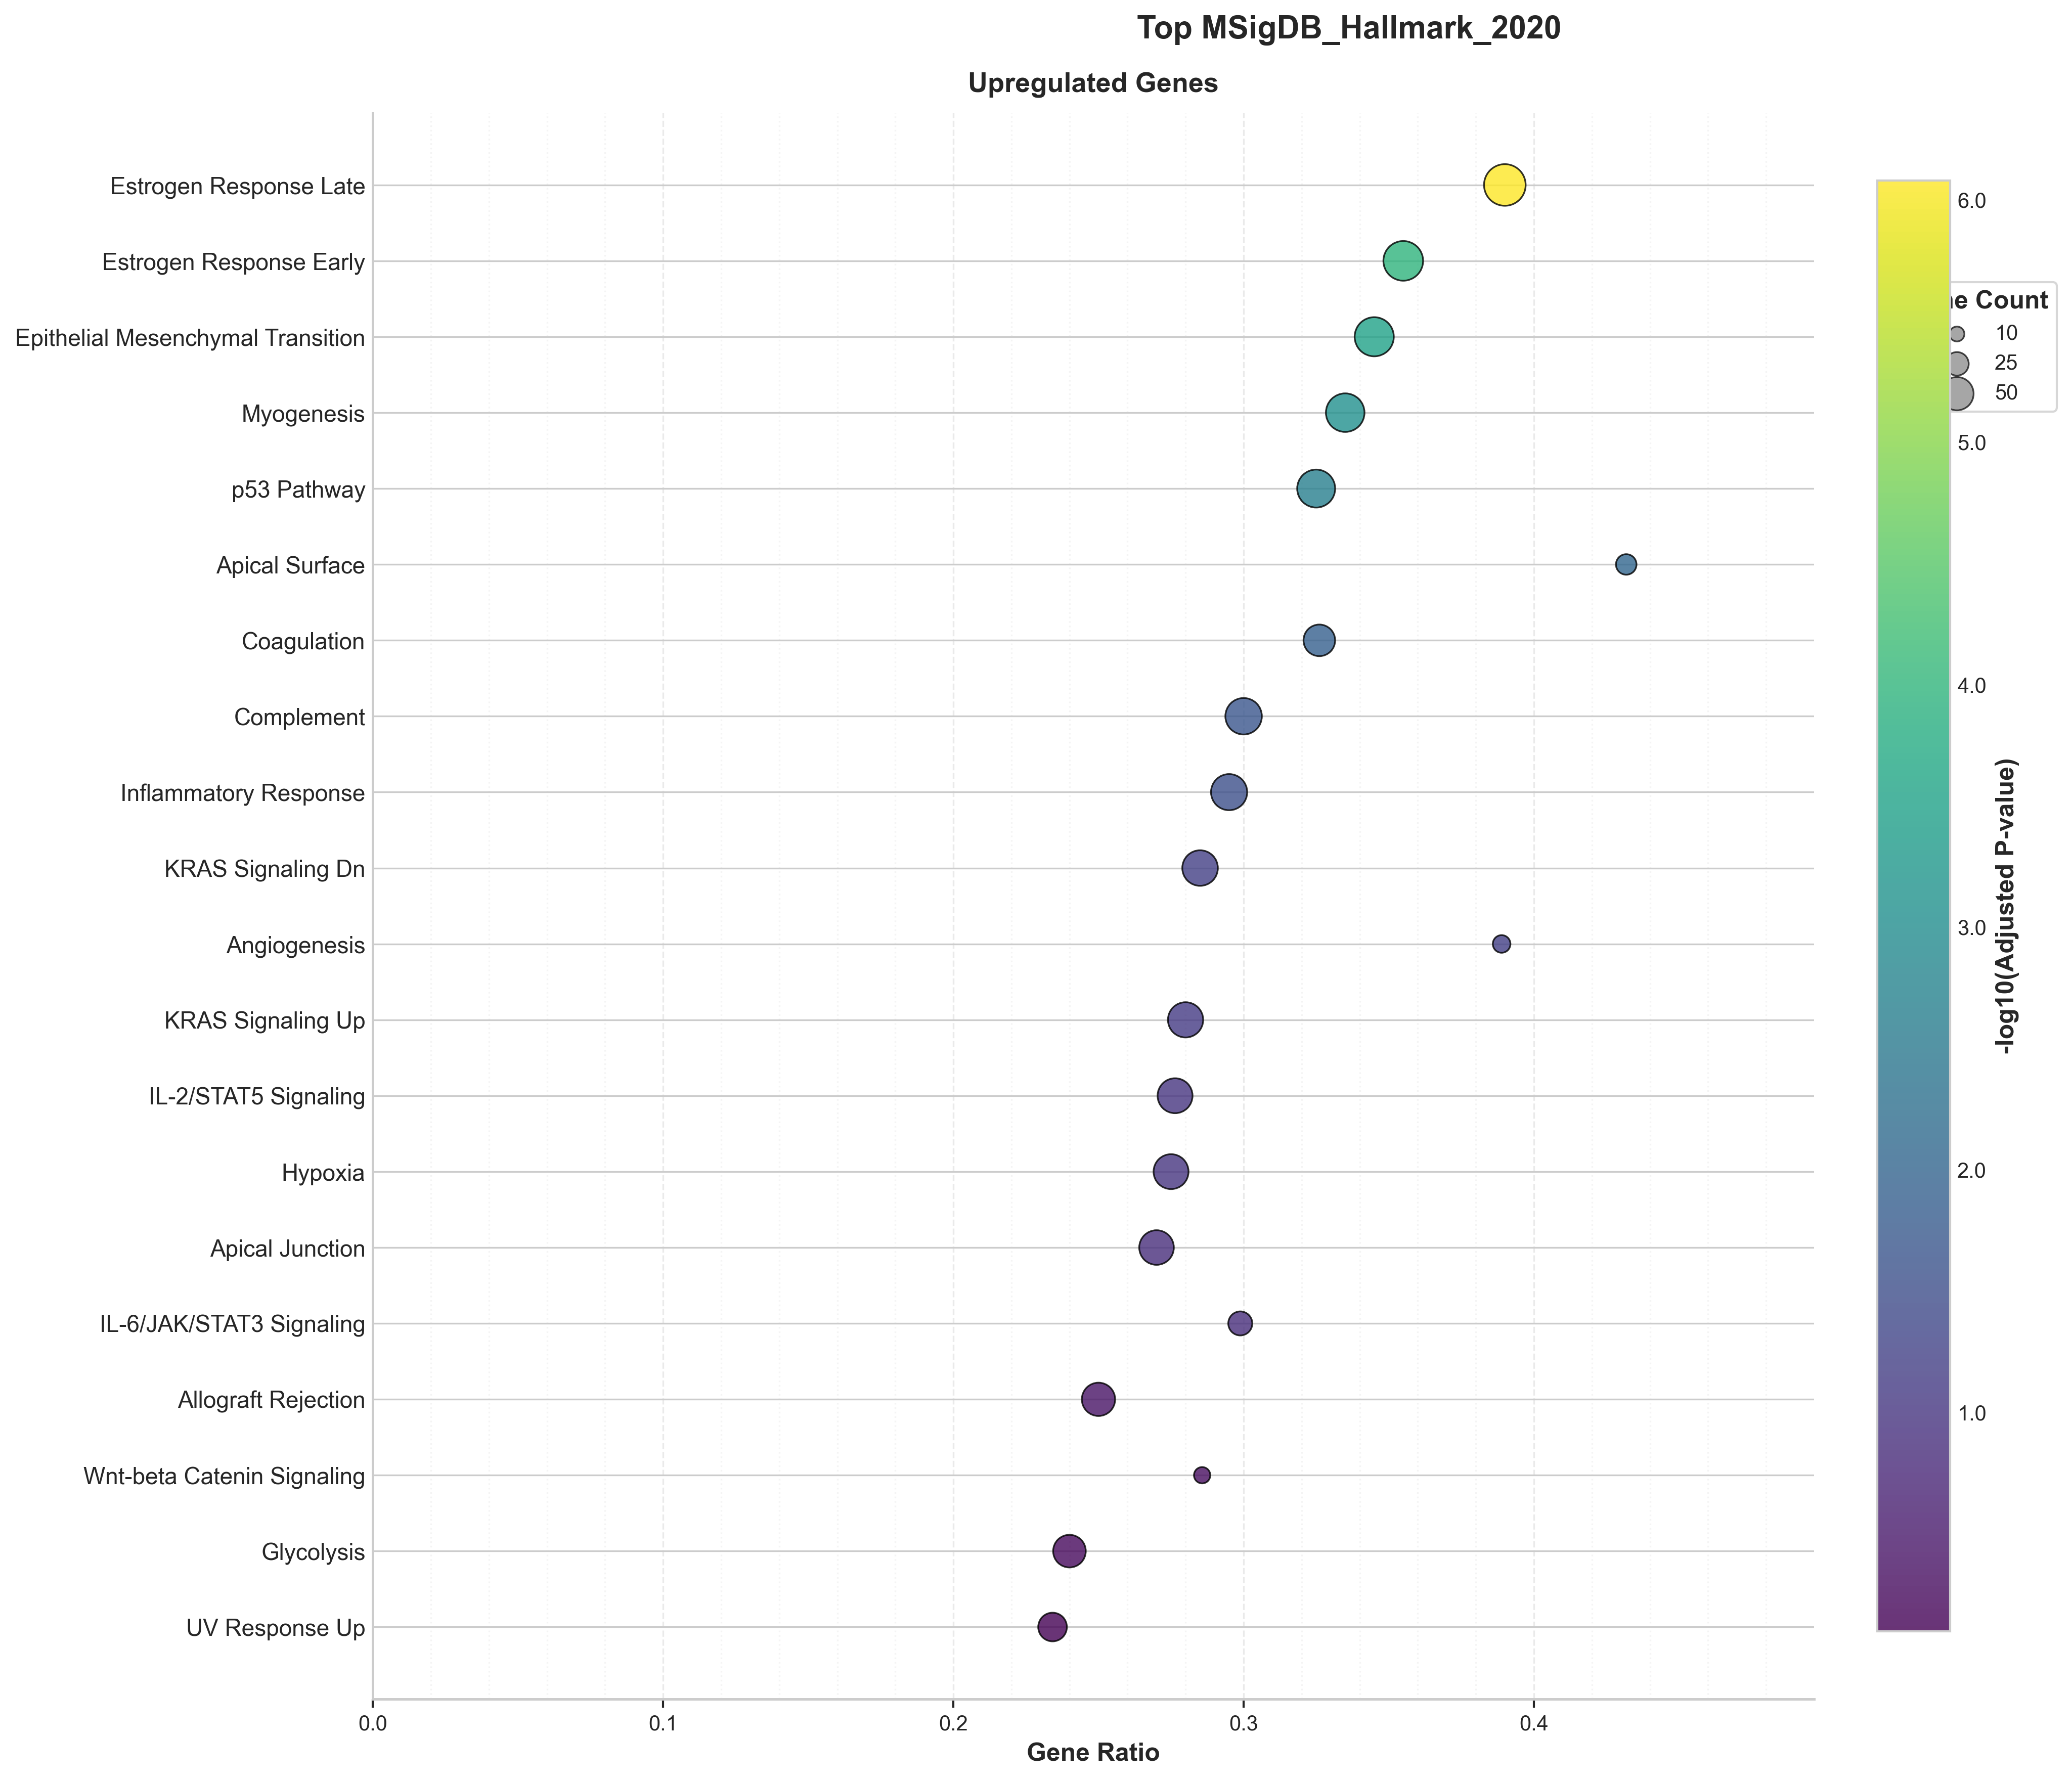 Top MSigDB_Hallmark_2020
Upregulated Genes
Estrogen Response Late
Estrogen Response Early
Epithelial Mesenchymal Transition
Myogenesis
p53 Pathway
Apical Surface
Coagulation
Complement
Inflammatory Response
KRAS Signaling Dn
Angiogenesis
KRAS Signaling Up
IL-2/STAT5 Signaling
Hypoxia
Apical Junction
IL-6/JAK/STAT3 Signaling
Allograft Rejection
Wnt-beta Catenin Signaling
Glycolysis
UV Response Up
0.0
0.1
0.2
0.3
0.4
Gene Ratio
6.0
5.0
4.0
3.0
2.0
1.0
-log10(Adjusted P-value)
Count
10
25
50